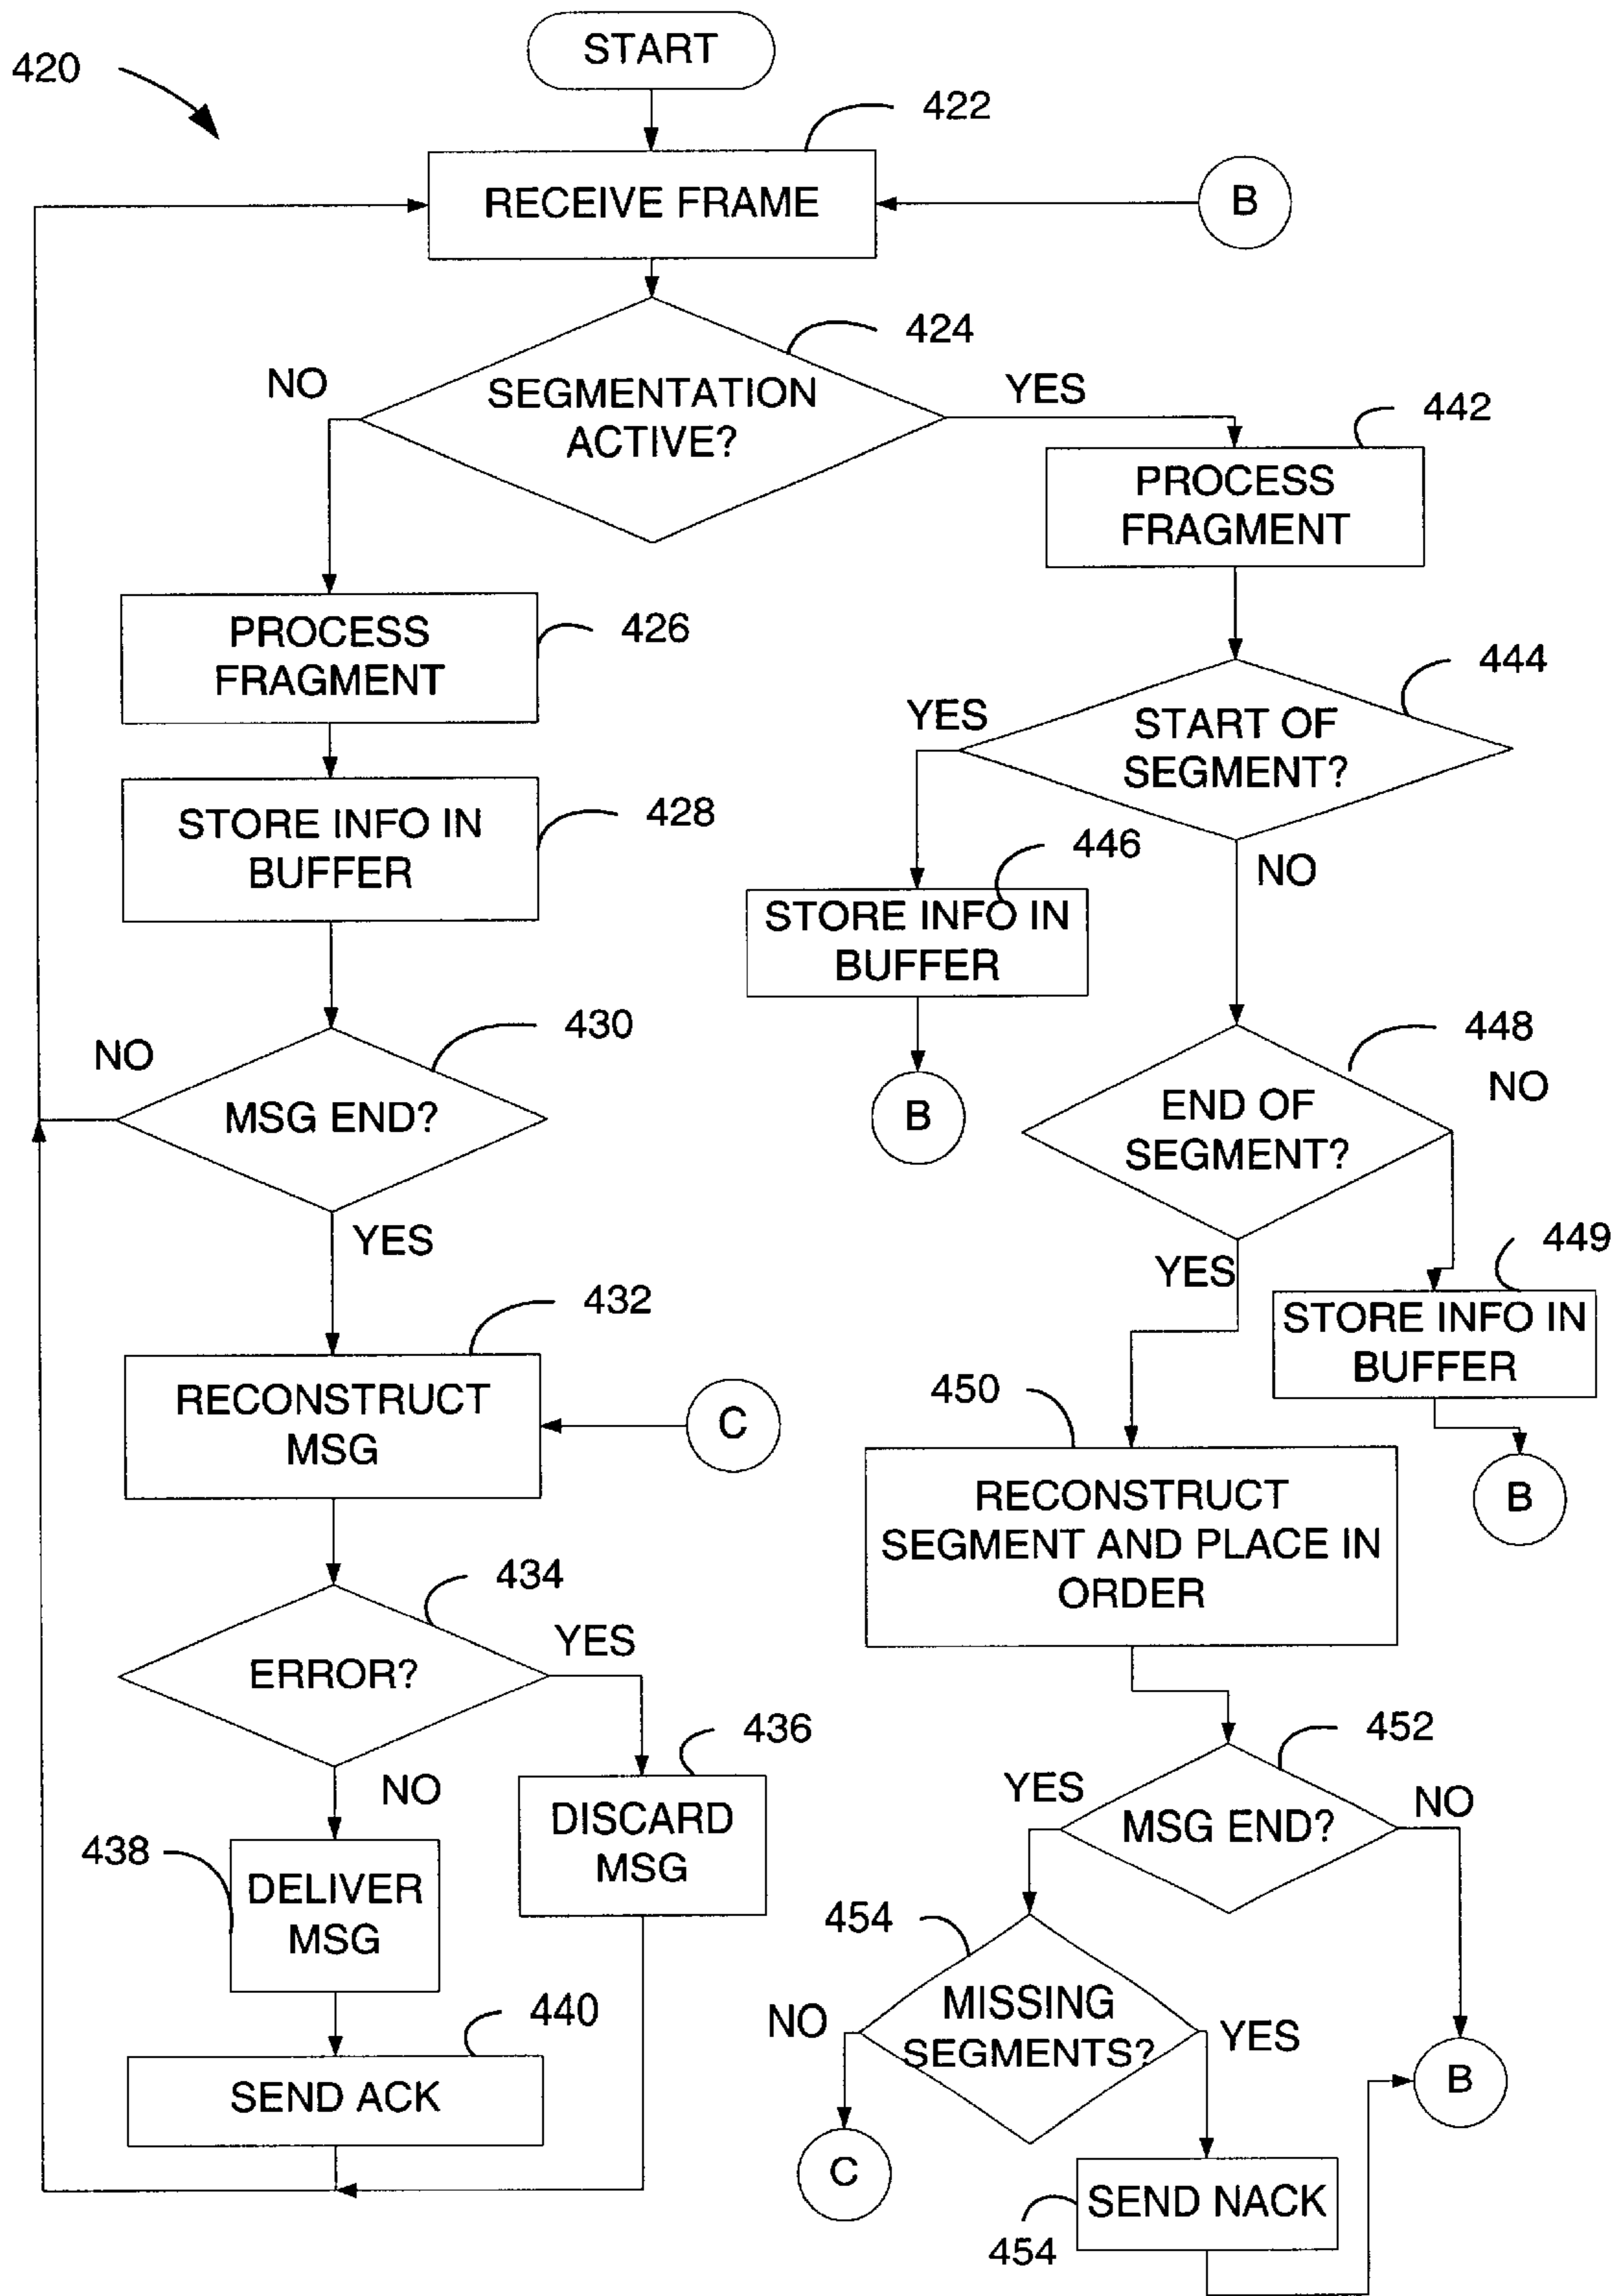 START
420
422
RECEIVE FRAME
B
424
NO
SEGMENTATION
ACTIVE?
YES
442
PROCESS
FRAGMENT
PROCESS
FRAGMENT
426
444
YES
START OF
SEGMENT?
NO
STORE INFO IN
BUFFER
428
446
STORE INFO IN
BUFFER
B
430
NO
MSG END?
YES
448
NO
END OF
SEGMENT?
YES
449
STORE INFO IN
BUFFER
B
432
RECONSTRUCT
MSG
C
450
RECONSTRUCT
SEGMENT AND PLACE IN
ORDER
434
YES
ERROR?
NO
436
DISCARD
MSG
438
DELIVER
MSG
440
SEND ACK
452
YES
MSG END?
NO
454
MISSING
SEGMENTS?
NO
YES
B
C
SEND NACK
454